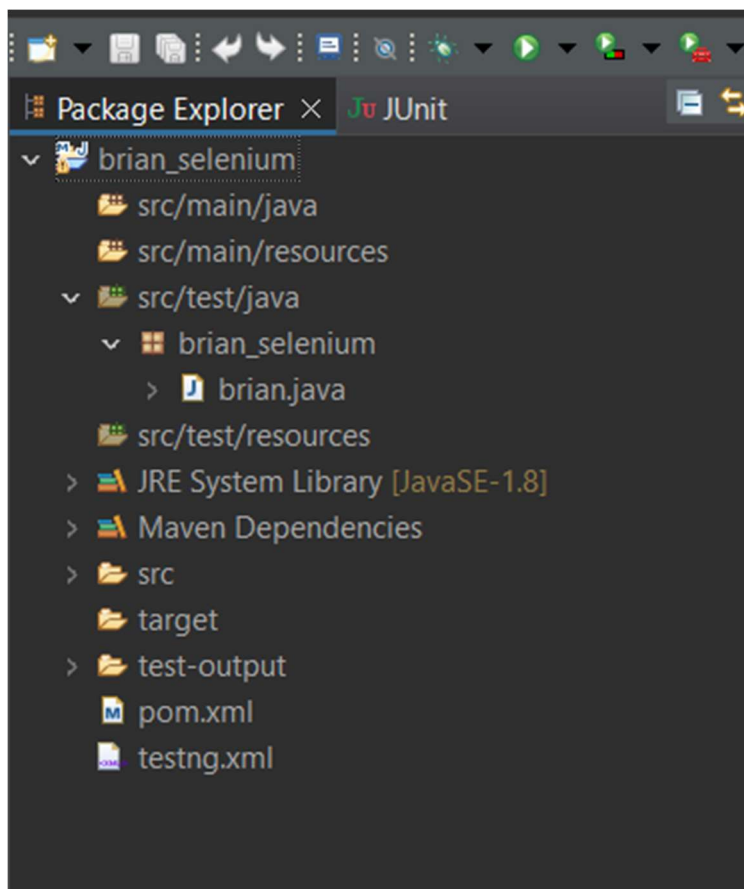 Package Explorer JUnit
brian_selenium
src/main/java
src/main/resources
src/test/java
brian_selenium
brian.java
src/test/resources
JRE System Library [JavaSE-1.8]
Maven Dependencies
src
target
test-output
pom.xml
testng.xml